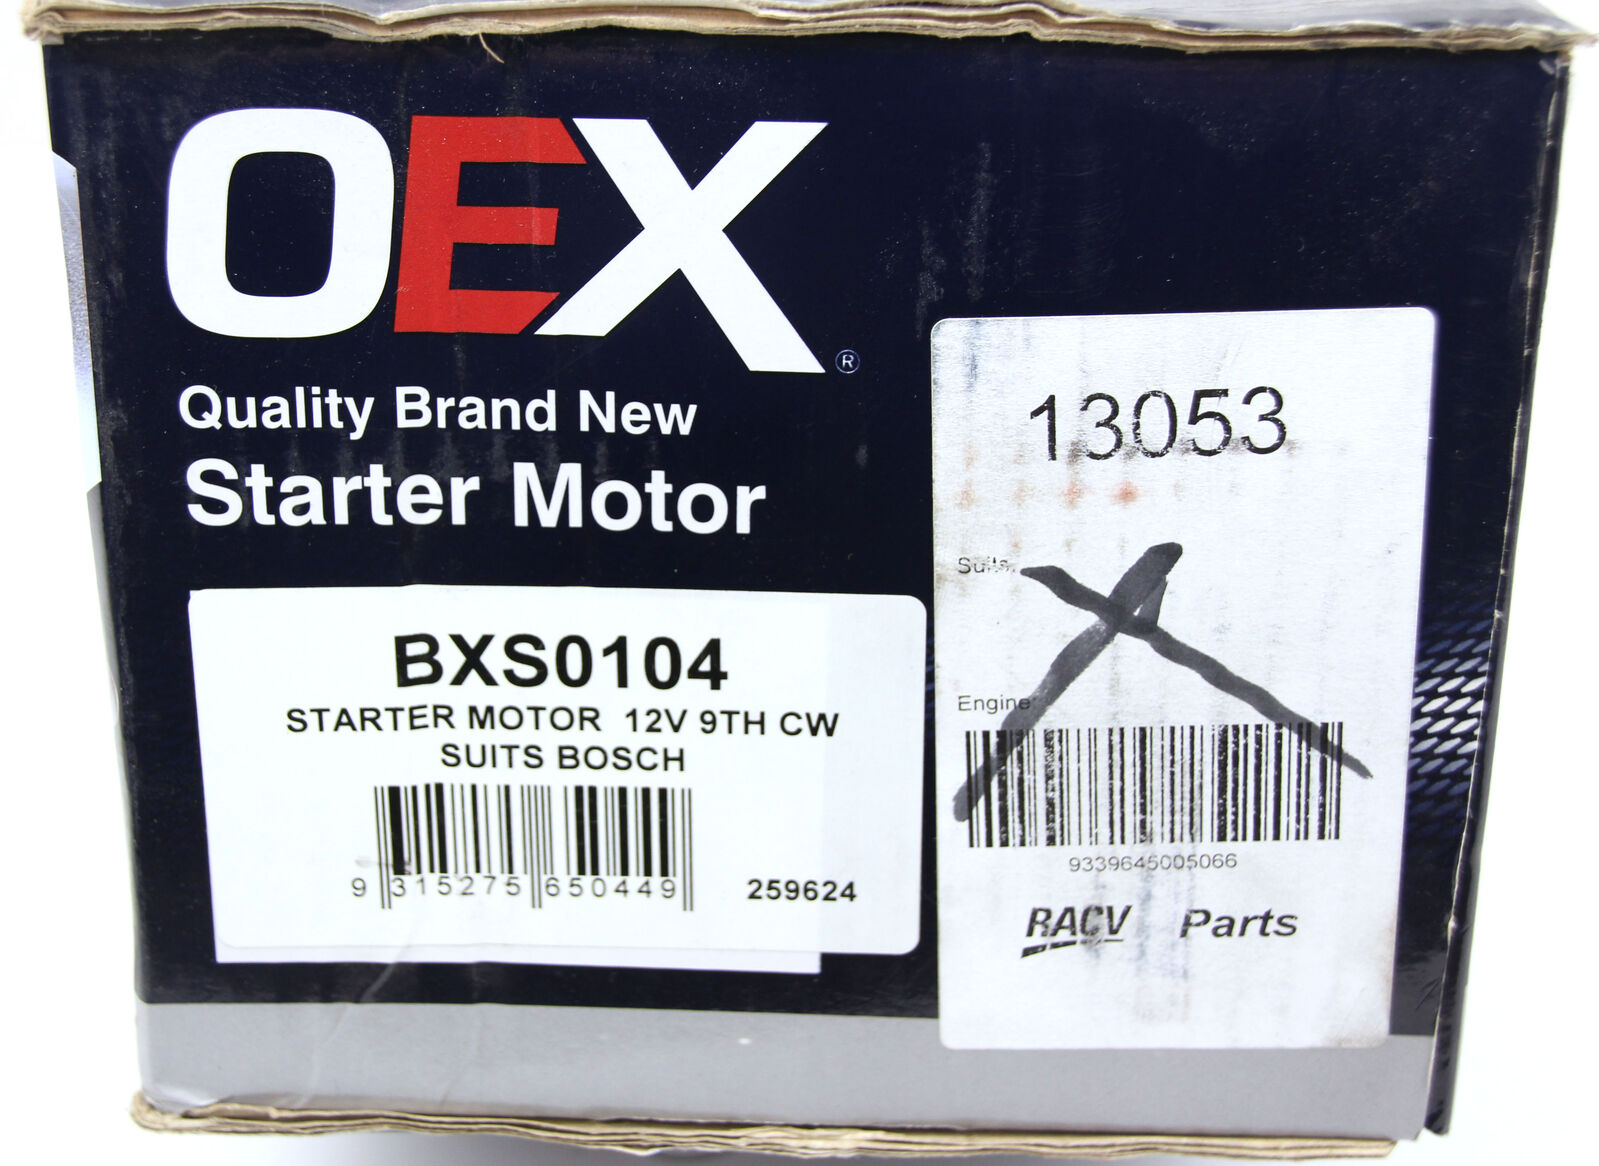 OEX®
Quality Brand New
Starter Motor
BXS0104
STARTER MOTOR 12V 9TH CW
SUITS BOSCH
9 315275 650449
259624
13053
Suits:
Engine:
9339645005066
RACV Parts